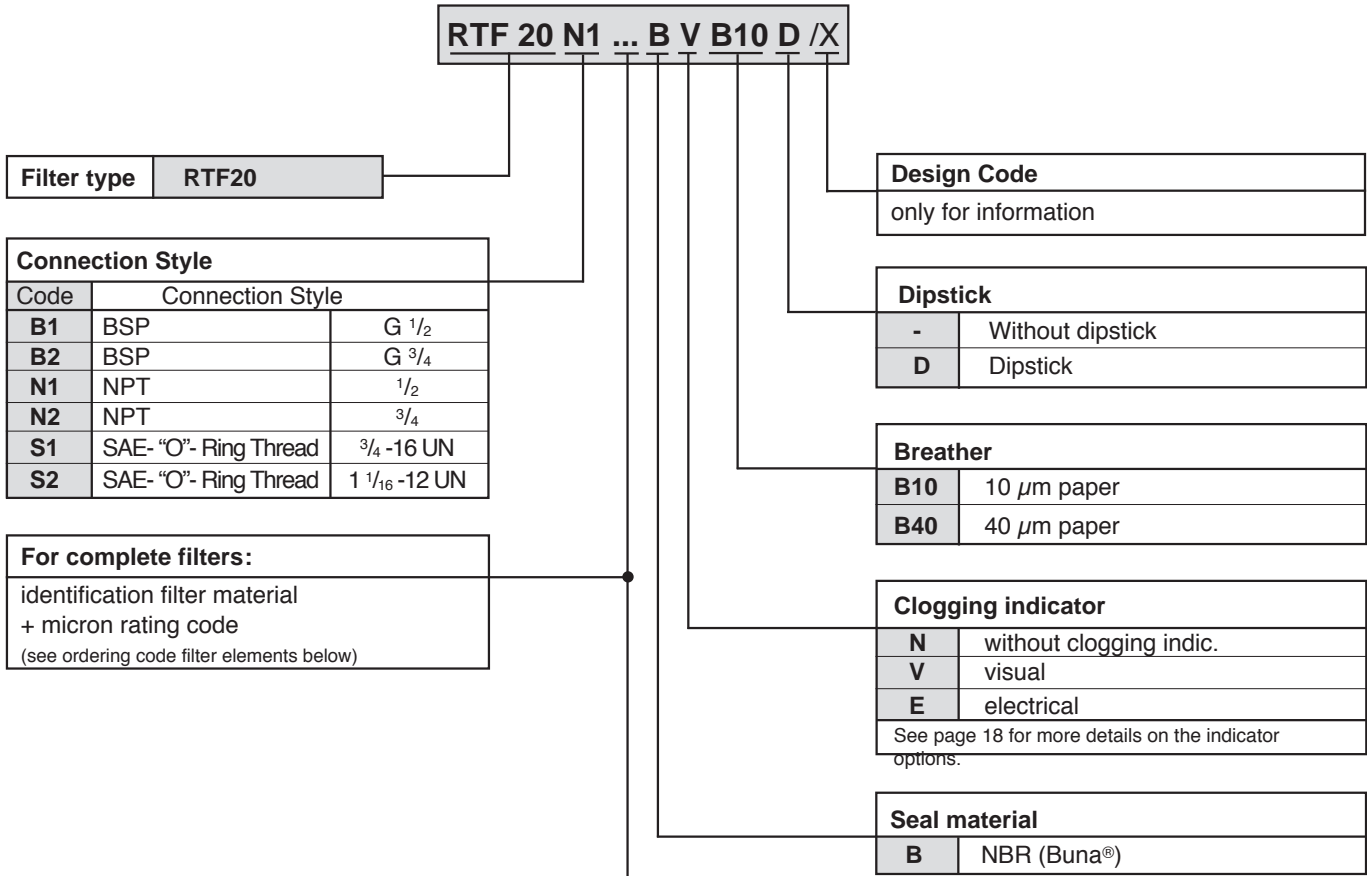 RTF 20 N1 ... B V B10 D /X
Filter type RTF20
Connection Style
Code Connection Style
B1 BSP G 1/2
B2 BSP G 3/4
N1 NPT 1/2
N2 NPT 3/4
S1 SAE- “O”- Ring Thread 3/4 -16 UN
S2 SAE- “O”- Ring Thread 1 1/16 -12 UN
For complete filters:
identification filter material
+ micron rating code
(see ordering code filter elements below)
Design Code
only for information
Dipstick
- Without dipstick
D Dipstick
Breather
B10 10 µm paper
B40 40 µm paper
Clogging indicator
N without clogging indic.
V visual
E electrical
See page 18 for more details on the indicator
options.
Seal material
B NBR (Buna®)